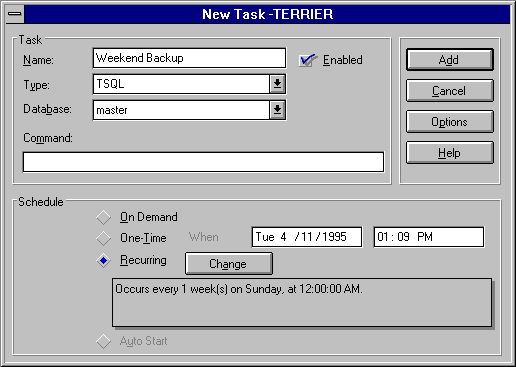 New Task -TERRIER
Task
Name: Weekend Backup Enabled
Type: TSQL
Database: master
Command:
Add
Cancel
Options
Help
Schedule
On Demand
One-Time When Tue 4 /11/1995 01:09 PM
Recurring Change
Occurs every 1 week(s) on Sunday, at 12:00:00 AM.
Auto Start